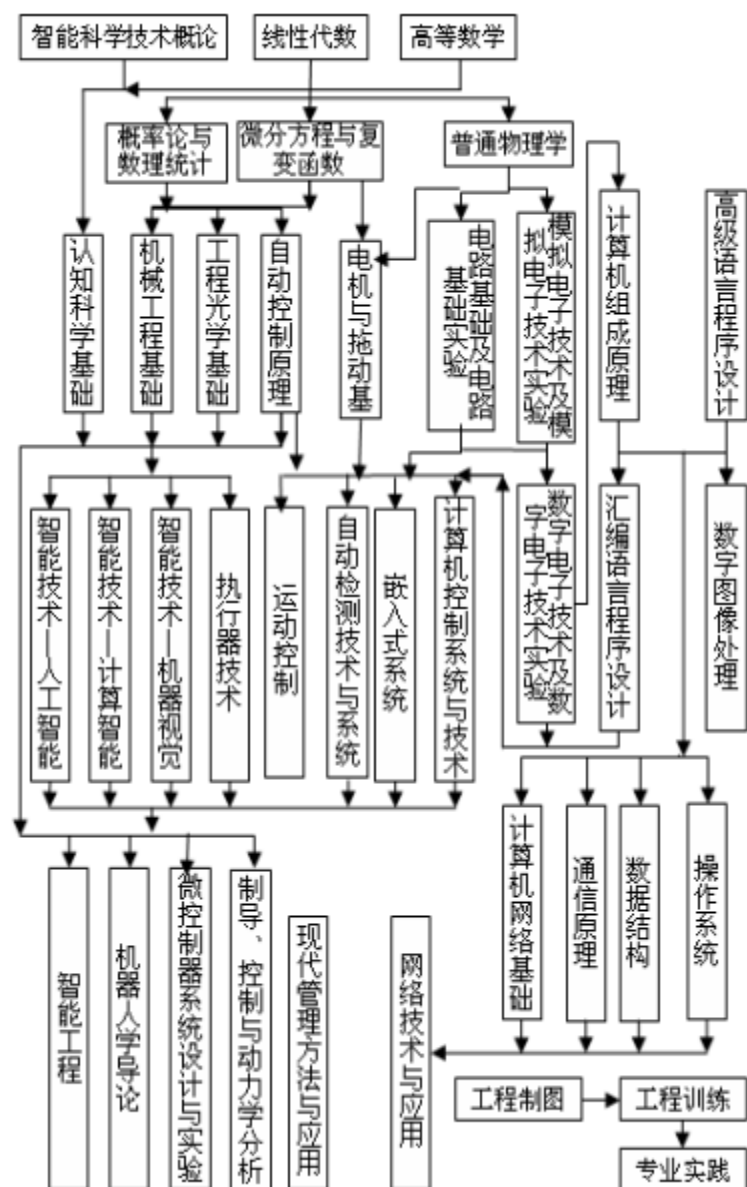 智能科学技术概论
线性代数
高等数学
概率论与
数理统计
微分方程与复
变函数
普通物理学
认知科学基础
机械工程基础
工程光学基础
自动控制原理
电机与拖动基
电路基础及电路
基础实验
模拟电子技术及模
拟电子技术实验
计算机组成原理
高级语言程序设计
智能技术—人工智能
智能技术—计算智能
智能技术—机器视觉
执行器技术
运动控制
自动检测技术与系统
嵌入式系统
计算机控制系统与技术
数字电子技术及数
字电子技术实验
汇编语言程序设计
数字图像处理
计算机网络基础
通信原理
数据结构
操作系统
智能工程
机器人学导论
微控制器系统设计与实验
制导、控制与动力学分析
现代管理方法与应用
网络技术与应用
工程制图
工程训练
专业实践